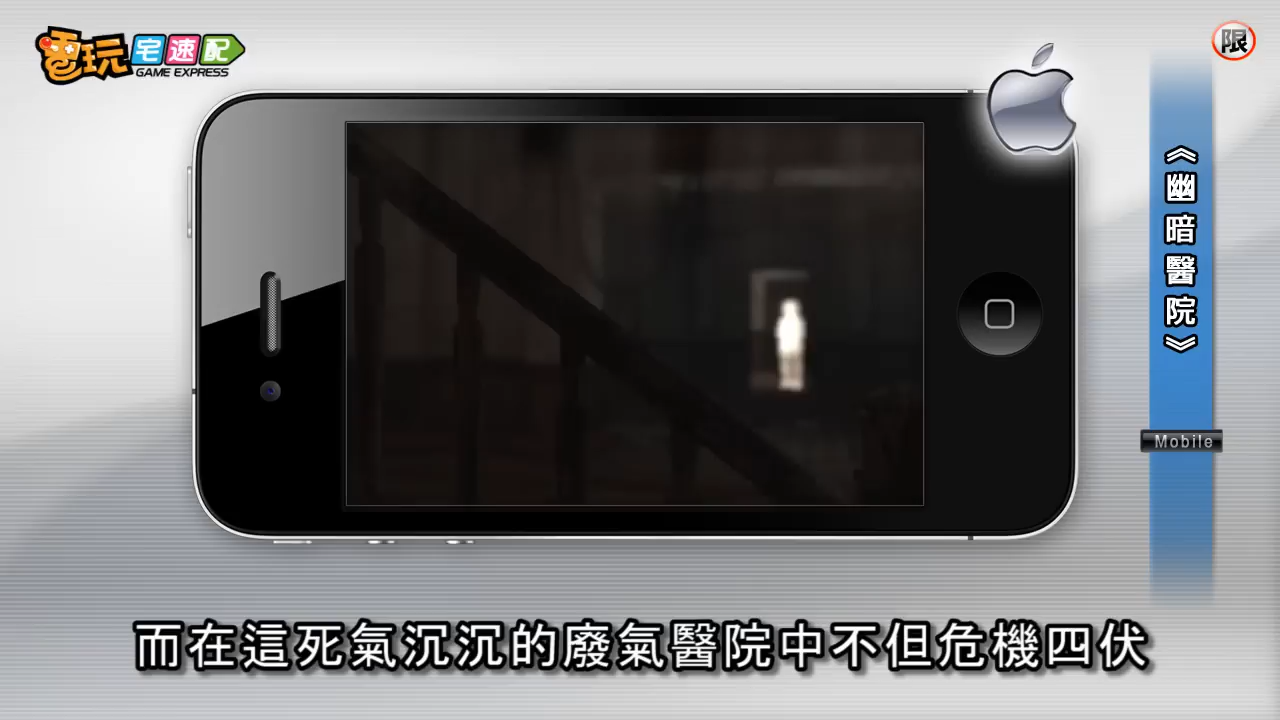 電玩宅速配
GAME EXPRESS
限
《幽暗醫院》
Mobile
而在這死氣沉沉的廢氣醫院中不但危機四伏